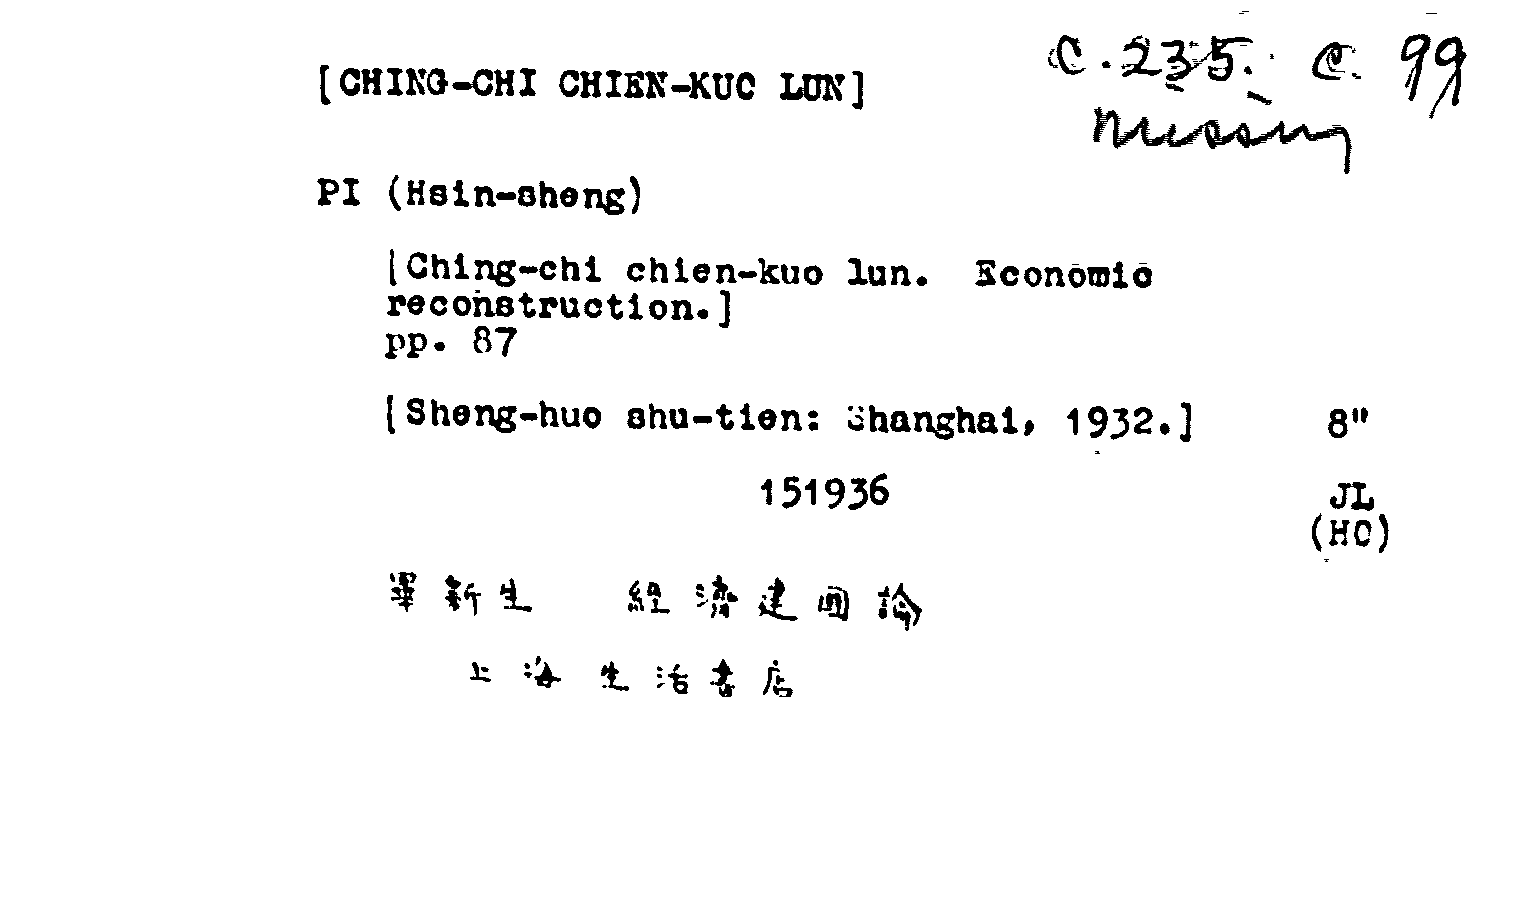 [CHING-CHI CHIEN-KUO LUN]
C.235. C. 99
Missing
PI (Hsin-sheng)
[Ching-chi chien-kuo lun. Economic
reconstruction.]
pp. 87
[Sheng-huo shu-tien: Shanghai, 1932.] 8"
151936 JL
(HC)
畢新生 經濟建國論
上海生活書店